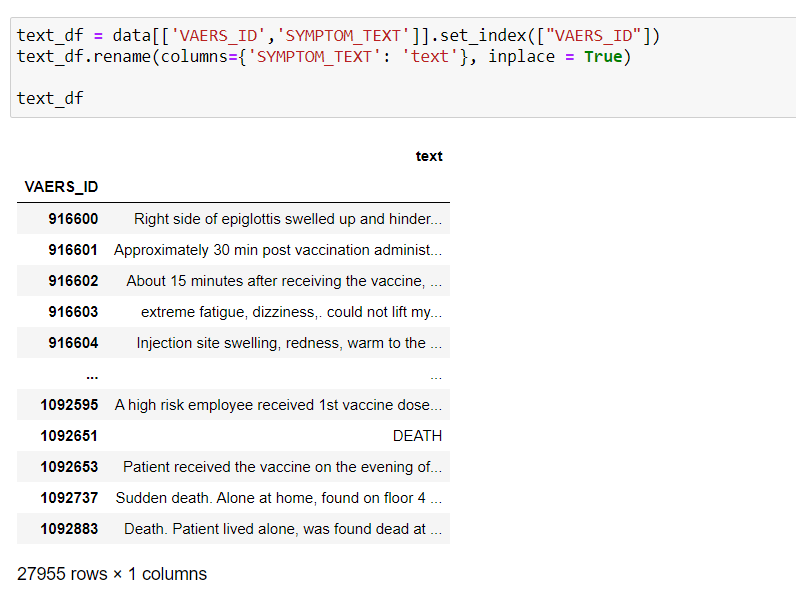 text_df = data[['VAERS_ID','SYMPTOM_TEXT']].set_index(["VAERS_ID"])
text_df.rename(columns={'SYMPTOM_TEXT': 'text'}, inplace = True)
text_df
text
VAERS_ID
916600 Right side of epiglottis swelled up and hinder...
916601 Approximately 30 min post vaccination administ...
916602 About 15 minutes after receiving the vaccine, ...
916603 extreme fatigue, dizziness,. could not lift my...
916604 Injection site swelling, redness, warm to the ...
... ...
1092595 A high risk employee received 1st vaccine dose...
1092651 DEATH
1092653 Patient received the vaccine on the evening of...
1092737 Sudden death. Alone at home, found on floor 4 ...
1092883 Death. Patient lived alone, was found dead at ...
27955 rows × 1 columns